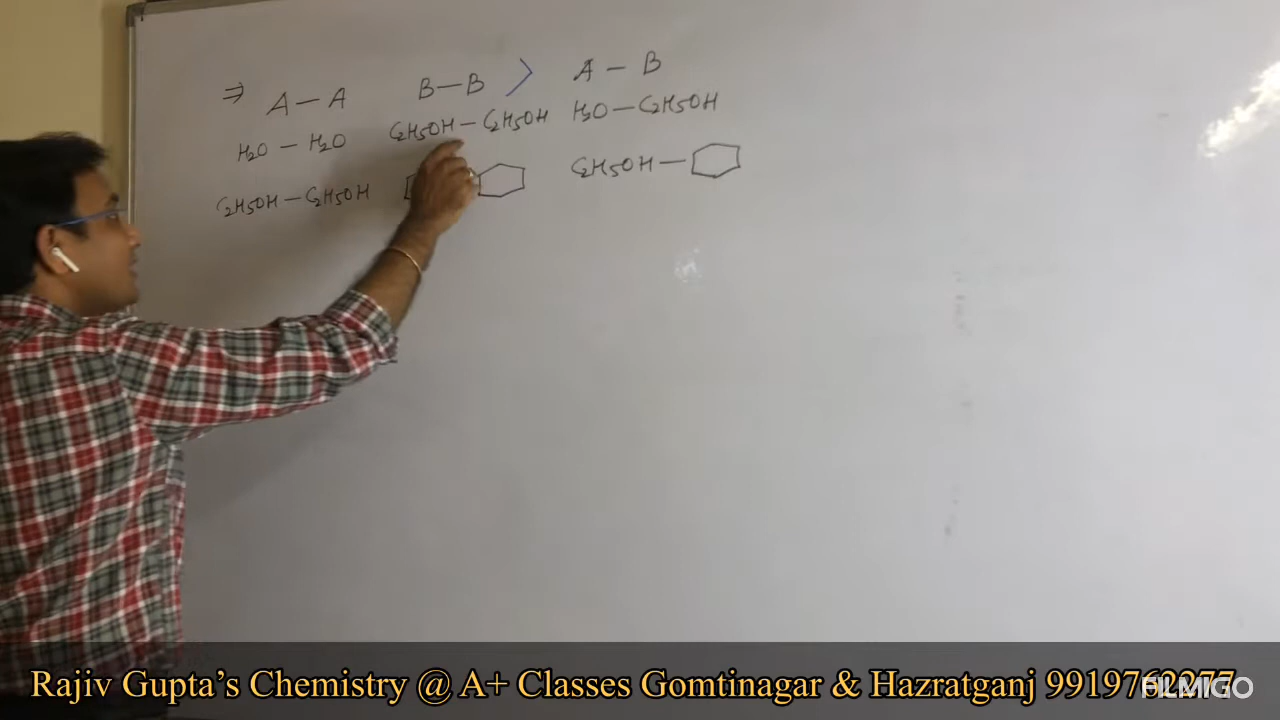 ⇒ A — A B — B > A — B
H₂O — H₂O C₂H₅OH — C₂H₅OH H₂O — C₂H₅OH
C₂H₅OH — C₂H₅OH C₂H₅OH —
Rajiv Gupta's Chemistry @ A+ Classes Gomtinagar & Hazratganj 9919762277
FILMIGO